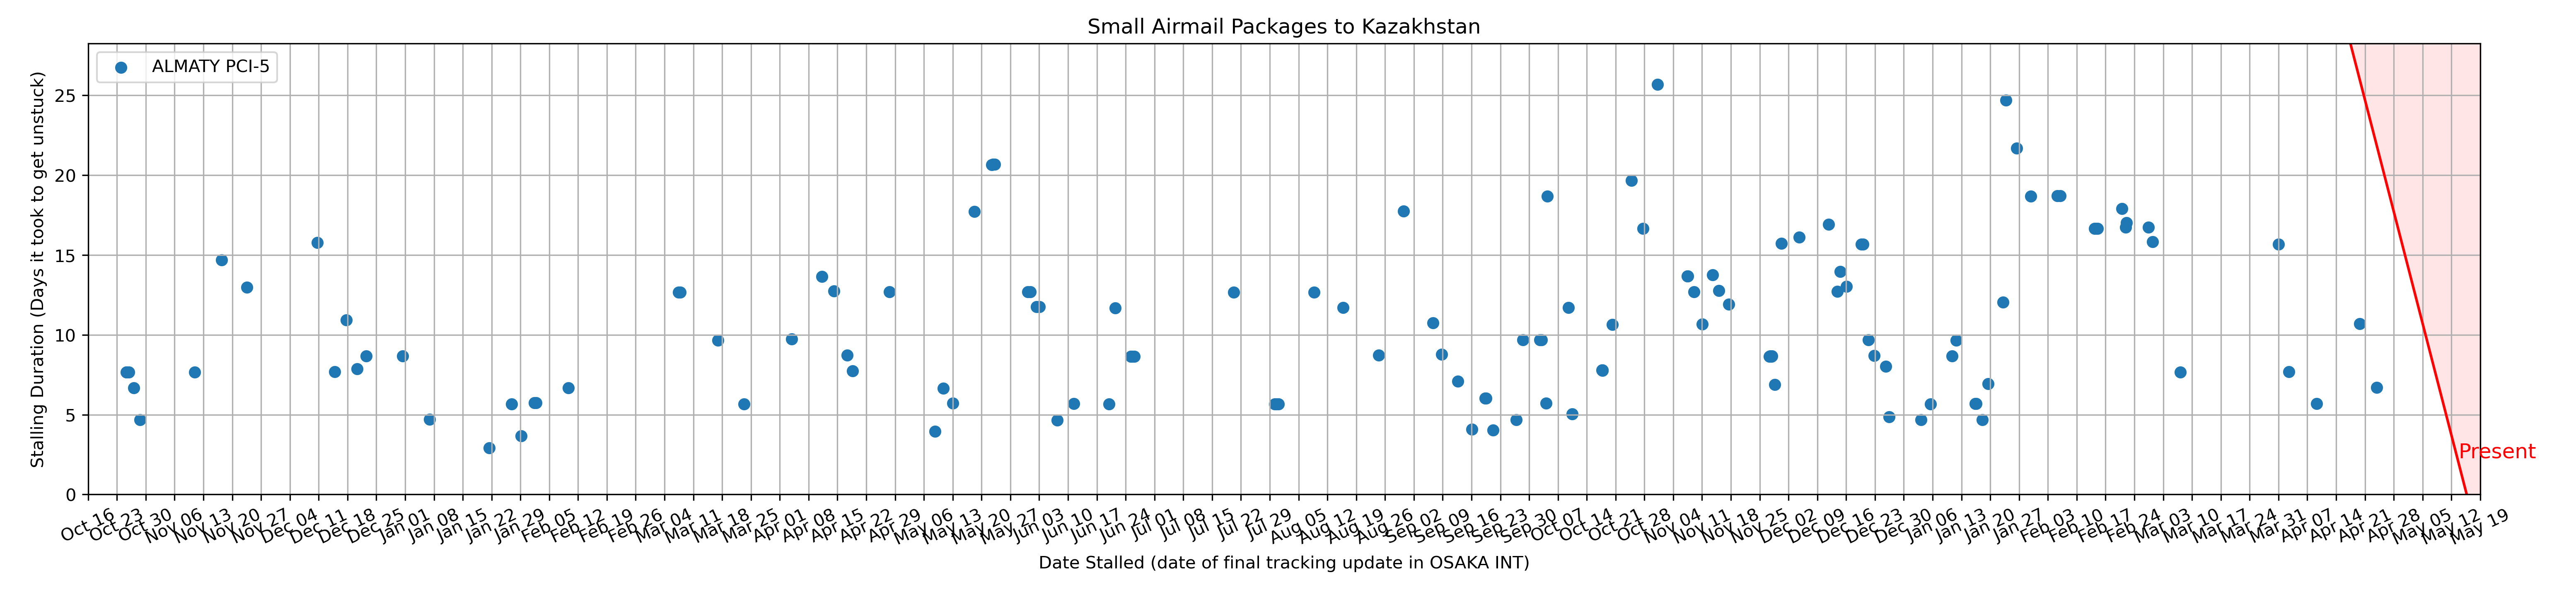 Small Airmail Packages to Kazakhstan
ALMATY PCI-5
Stalling Duration (Days it took to get unstuck)
25
20
15
10
5
0
Present
Oct 16 Oct 23 Oct 30 Nov 06 Nov 13 Nov 20 Nov 27 Dec 04 Dec 11 Dec 18 Dec 25 Jan 01 Jan 08 Jan 15 Jan 22 Jan 29 Feb 05 Feb 12 Feb 19 Feb 26 Mar 04 Mar 11 Mar 18 Mar 25 Apr 01 Apr 08 Apr 15 Apr 22 Apr 29 May 06 May 13 May 20 May 27 Jun 03 Jun 10 Jun 17 Jun 24 Jul 01 Jul 08 Jul 15 Jul 22 Jul 29 Aug 05 Aug 12 Aug 19 Aug 26 Sep 02 Sep 09 Sep 16 Sep 23 Sep 30 Oct 07 Oct 14 Oct 21 Oct 28 Nov 04 Nov 11 Nov 18 Nov 25 Dec 02 Dec 09 Dec 16 Dec 23 Dec 30 Jan 06 Jan 13 Jan 20 Jan 27 Feb 03 Feb 10 Feb 17 Feb 24 Mar 03 Mar 10 Mar 17 Mar 24 Mar 31 Apr 07 Apr 14 Apr 21 Apr 28 May 05 May 12 May 19
Date Stalled (date of final tracking update in OSAKA INT)